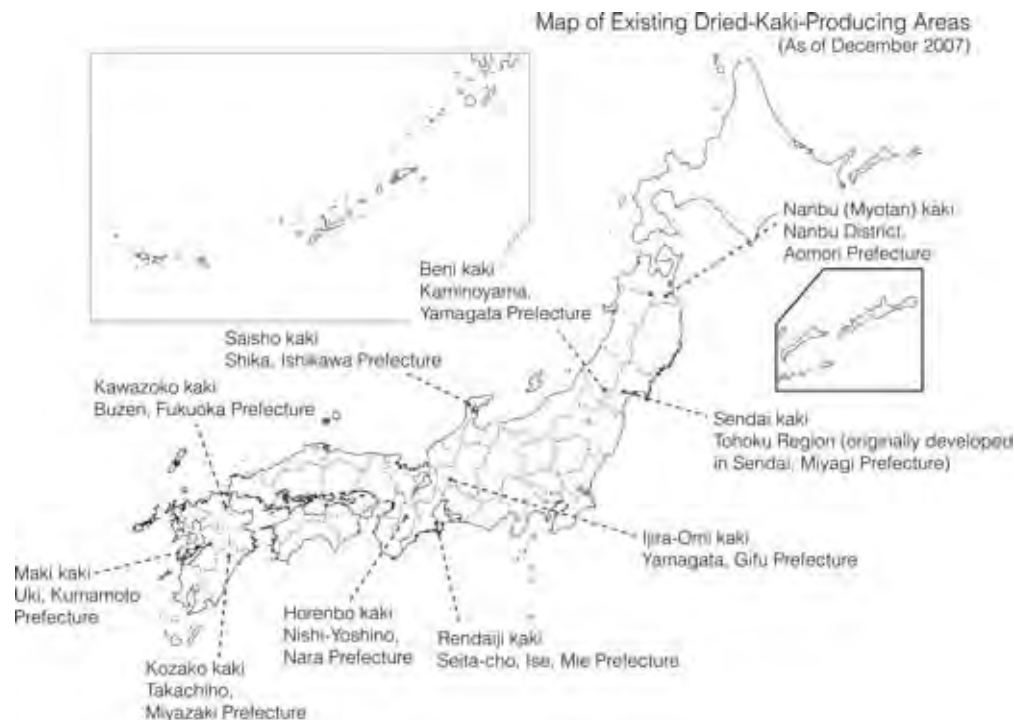 Map of Existing Dried-Kaki-Producing Areas
(As of December 2007)
Nanbu (Myotan) kaki
Nanbu District,
Aomori Prefecture
Beni kaki
Kaminoyama,
Yamagata Prefecture
Saisho kaki
Shika, Ishikawa Prefecture
Kawazoko kaki
Buzen, Fukuoka Prefecture
Sendai kaki
Tohoku Region (originally developed
in Sendai, Miyagi Prefecture)
Ijira-Omi kaki
Yamagata, Gifu Prefecture
Maki kaki
Uki, Kumamoto
Prefecture
Horenbo kaki
Nishi-Yoshino,
Nara Prefecture
Rendaiji kaki
Seita-cho, Ise, Mie Prefecture
Kozako kaki
Takachiho,
Miyazaki Prefecture